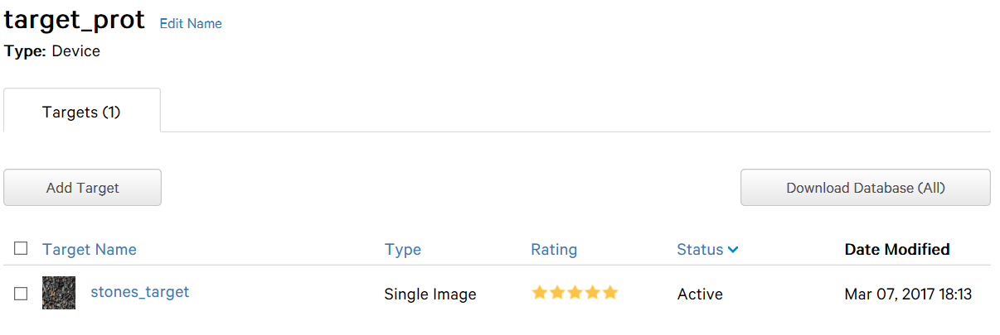 target_prot Edit Name
Type: Device
Targets (1)
Add Target Download Database (All)
Target Name Type Rating Status Date Modified
stones_target Single Image Active Mar 07, 2017 18:13